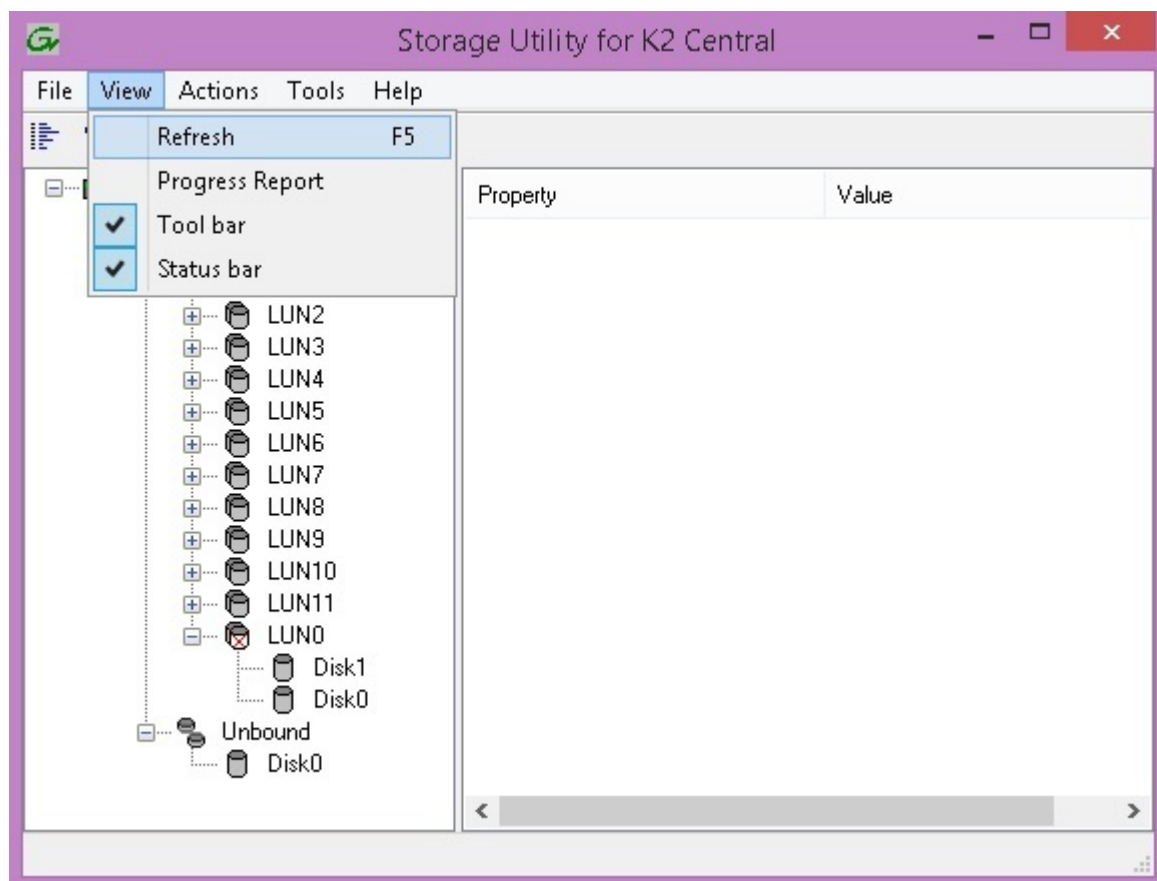 Storage Utility for K2 Central
File View Actions Tools Help
Refresh F5
Progress Report
Tool bar
Status bar
Property Value
LUN2
LUN3
LUN4
LUN5
LUN6
LUN7
LUN8
LUN9
LUN10
LUN11
LUN0
Disk1
Disk0
Unbound
Disk0